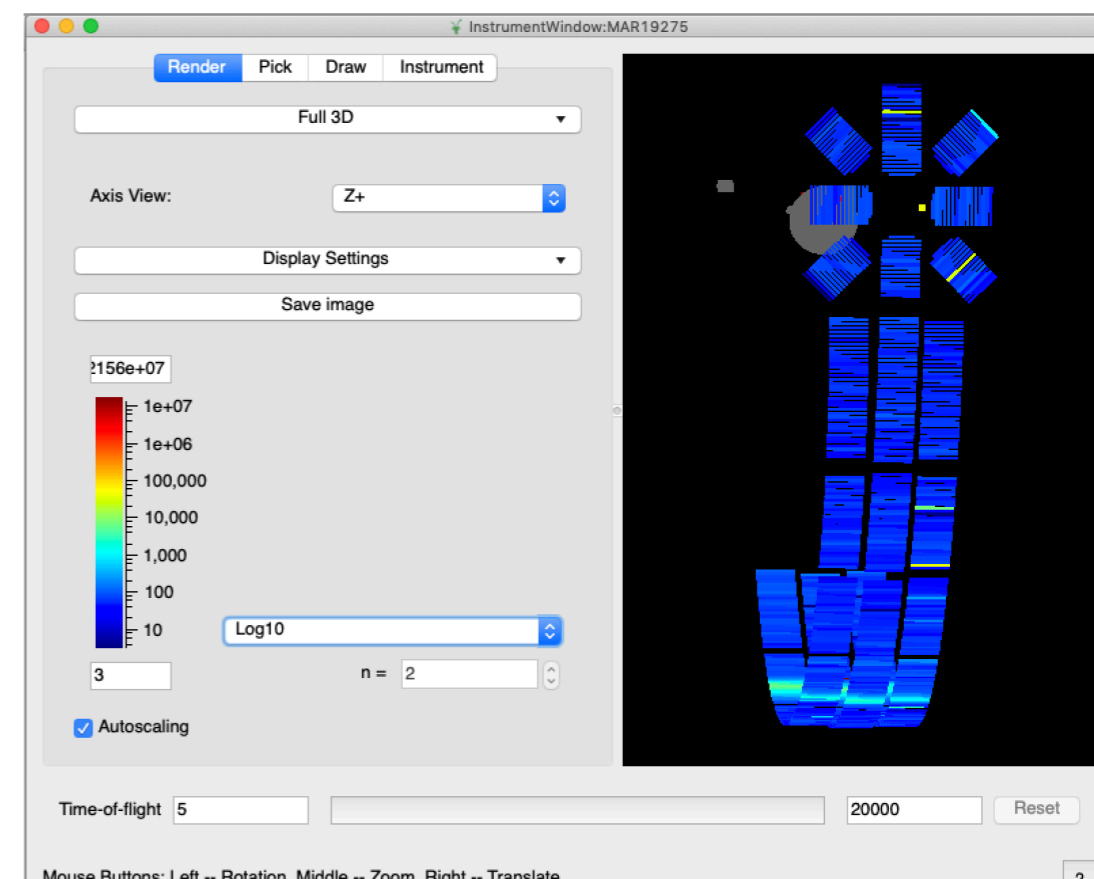 InstrumentWindow:MAR19275
Render Pick Draw Instrument
Full 3D
Axis View: Z+
Display Settings
Save image
2156e+07
1e+07
1e+06
100,000
10,000
1,000
100
10
Log10
3 n = 2
Autoscaling
Time-of-flight 5 20000 Reset
Mouse Buttons: Left -- Rotation, Middle -- Zoom, Right -- Translate
?